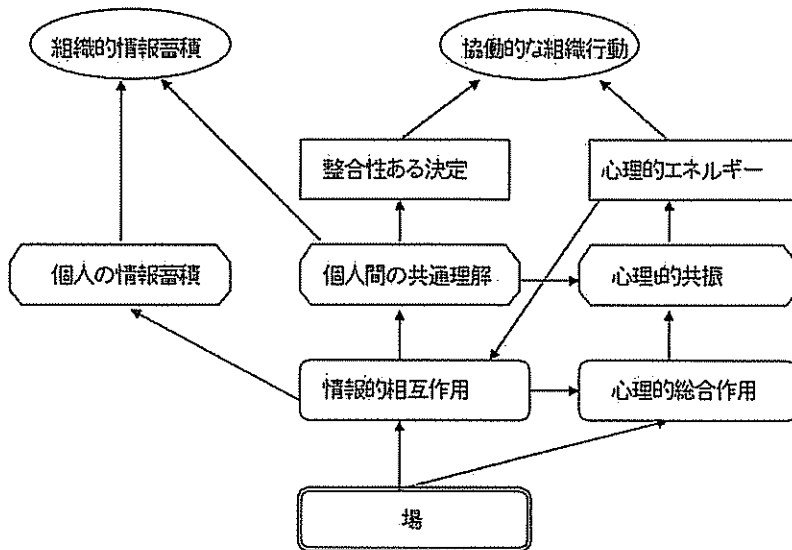 組織的情報蓄積
協働的な組織行動
整合性ある決定
心理的エネルギー
個人の情報蓄積
個人間の共通理解
心理的共振
情報的相互作用
心理的総合作用
場